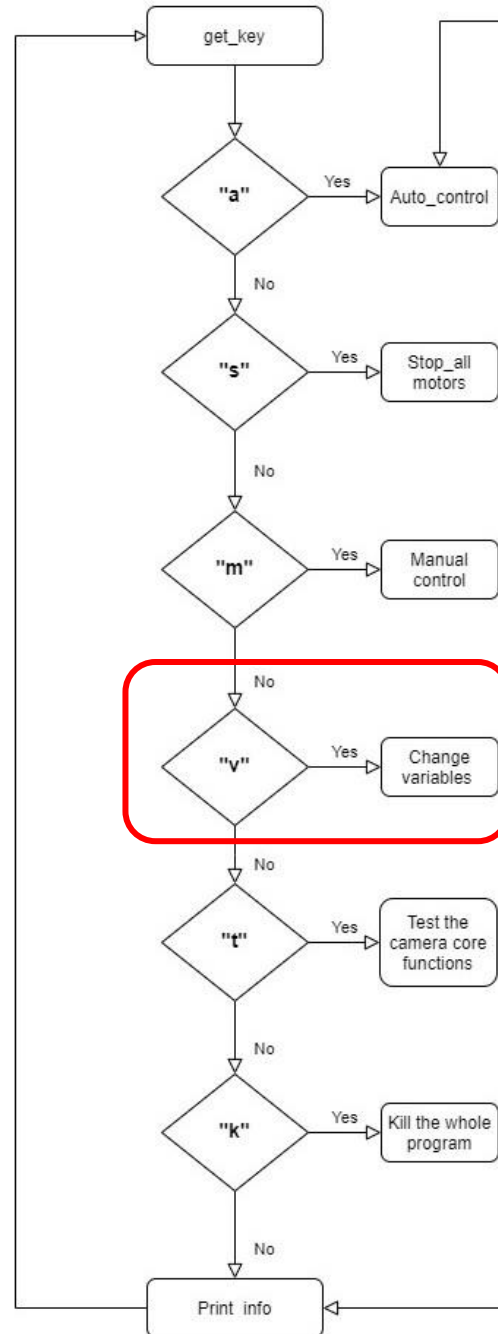 get_key
"a"
Yes
Auto_control
No
"s"
Yes
Stop_all
motors
No
"m"
Yes
Manual
control
No
"v"
Yes
Change
variables
No
"t"
Yes
Test the
camera core
functions
No
"k"
Yes
Kill the whole
program
No
Print info